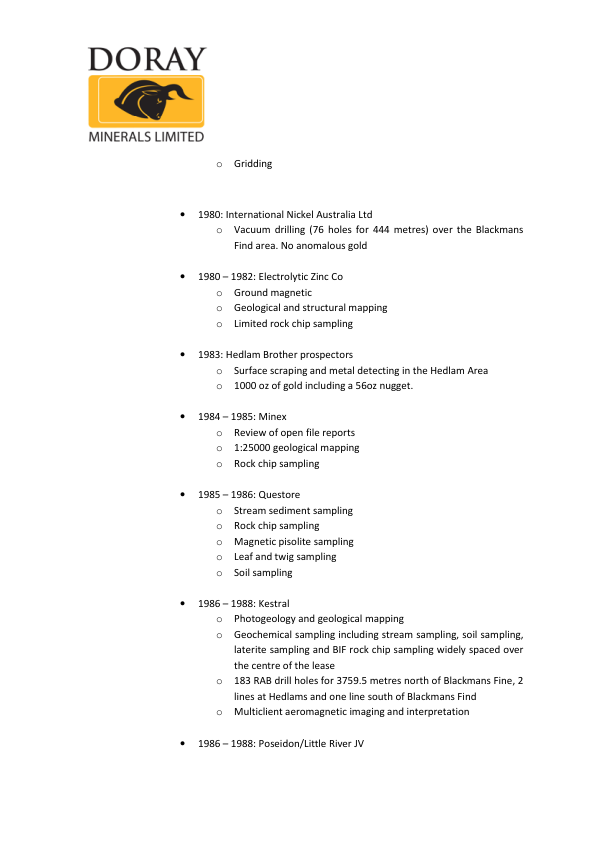 DORAY
MINERALS LIMITED
o Gridding
• 1980: International Nickel Australia Ltd
o Vacuum drilling (76 holes for 444 metres) over the Blackmans
Find area. No anomalous gold
• 1980 – 1982: Electrolytic Zinc Co
o Ground magnetic
o Geological and structural mapping
o Limited rock chip sampling
• 1983: Hedlam Brother prospectors
o Surface scraping and metal detecting in the Hedlam Area
o 1000 oz of gold including a 56oz nugget.
• 1984 – 1985: Minex
o Review of open file reports
o 1:25000 geological mapping
o Rock chip sampling
• 1985 – 1986: Questore
o Stream sediment sampling
o Rock chip sampling
o Magnetic pisolite sampling
o Leaf and twig sampling
o Soil sampling
• 1986 – 1988: Kestral
o Photogeology and geological mapping
o Geochemical sampling including stream sampling, soil sampling,
laterite sampling and BIF rock chip sampling widely spaced over
the centre of the lease
o 183 RAB drill holes for 3759.5 metres north of Blackmans Fine, 2
lines at Hedlams and one line south of Blackmans Find
o Multiclient aeromagnetic imaging and interpretation
• 1986 – 1988: Poseidon/Little River JV